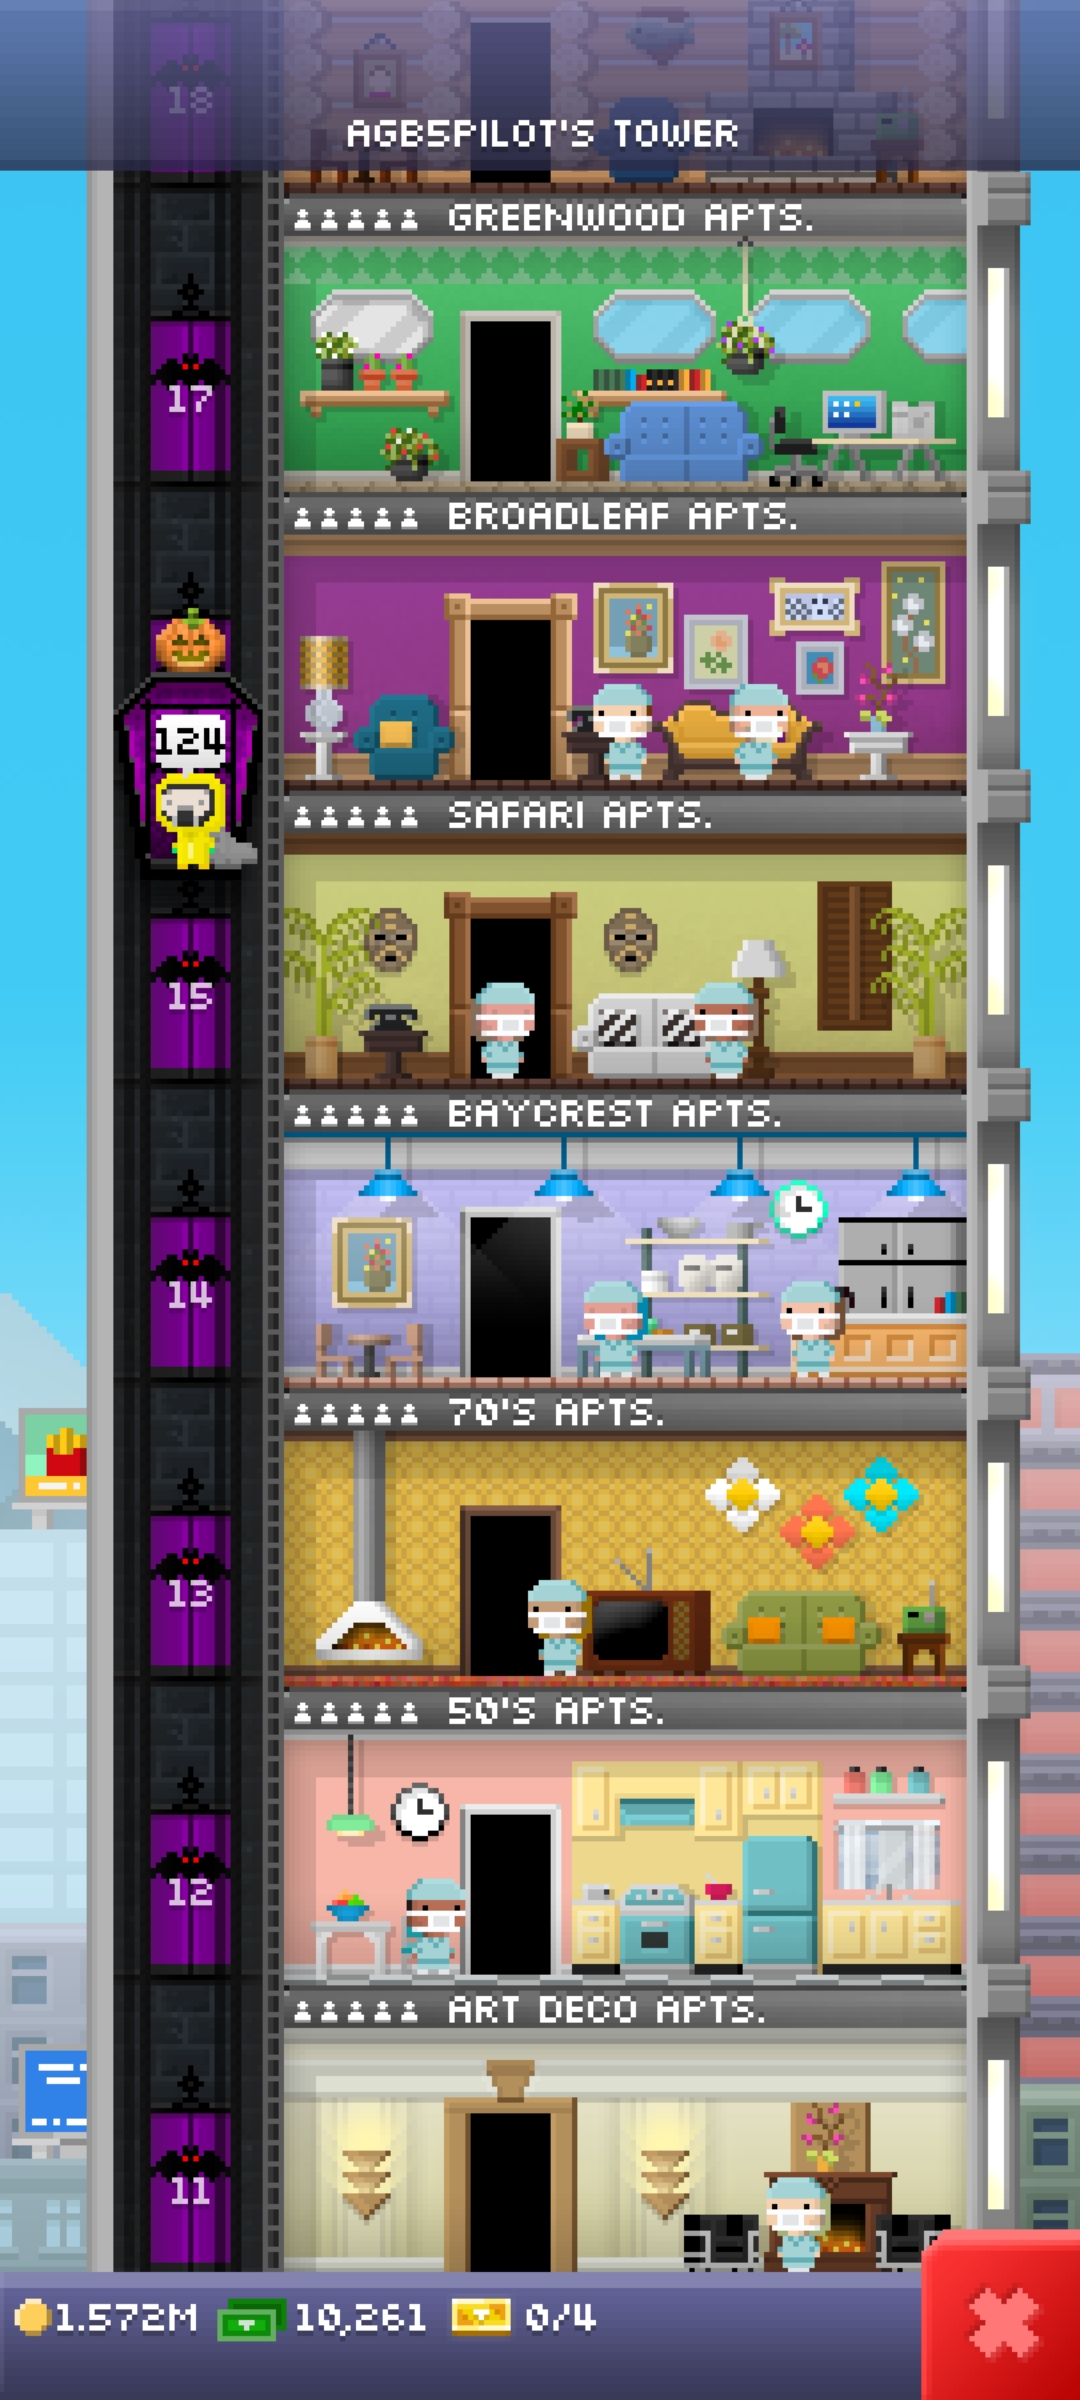 18
AGB5PILOT'S TOWER
GREENWOOD APTS.
17
BROADLEAF APTS.
124
SAFARI APTS.
15
BAYCREST APTS.
14
70'S APTS.
13
50'S APTS.
12
ART DECO APTS.
11
1.572M 10,261 0/4